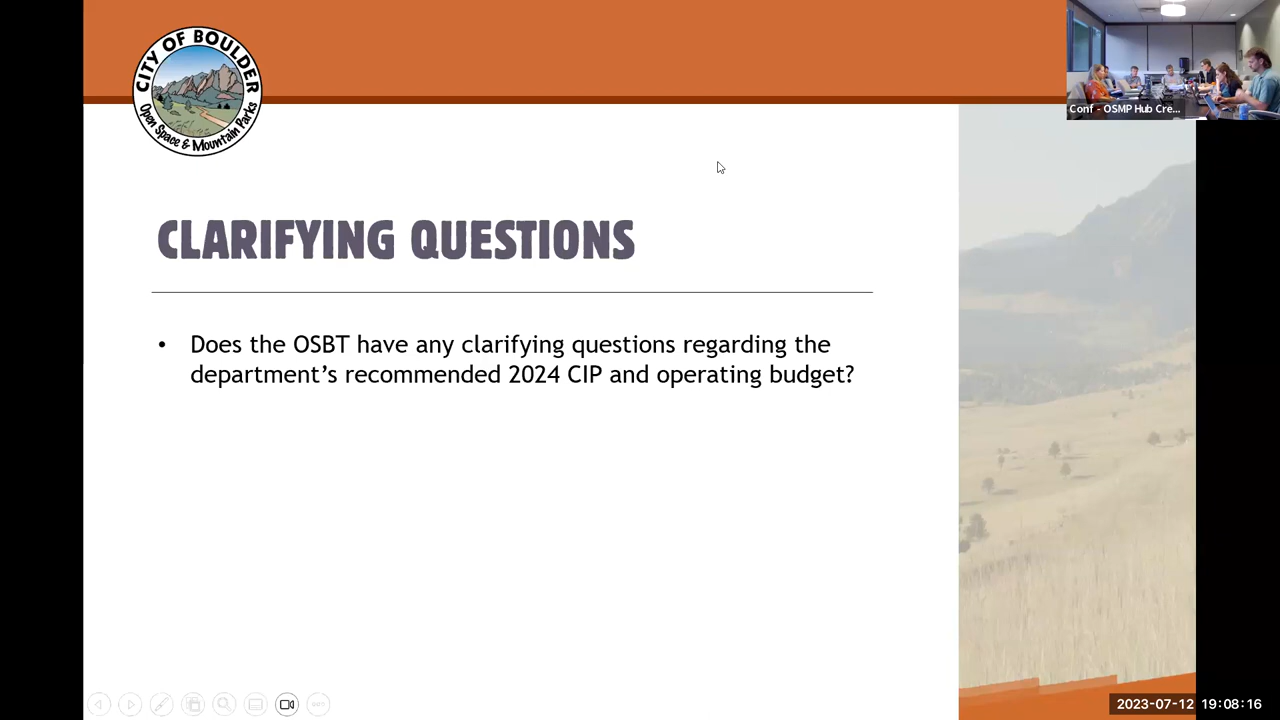 CITY OF BOULDER
Open Space & Mountain Parks
Conf - OSMP Hub Cre...
CLARIFYING QUESTIONS
• Does the OSBT have any clarifying questions regarding the
department’s recommended 2024 CIP and operating budget?
2023-07-12 19:08:16